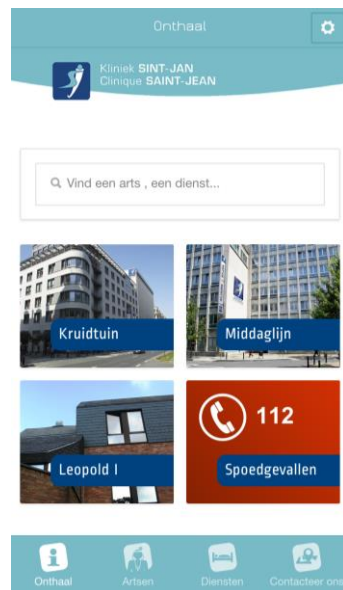 Onthaal
Kliniek SINT-JAN
Clinique SAINT-JEAN
Vind een arts , een dienst...
Kruidtuin
Middaglijn
112
Leopold I
Spoedgevallen
Onthaal
Artsen
Diensten
Contacteer ons